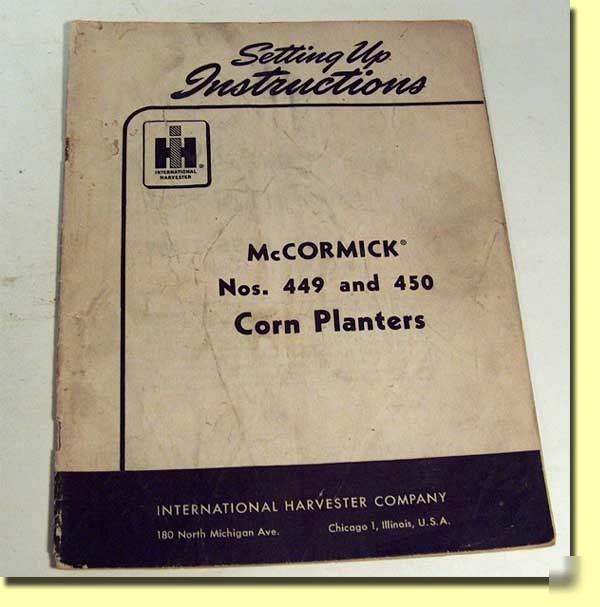 Setting Up
Instructions
IH ®
INTERNATIONAL
HARVESTER
McCORMICK®
Nos. 449 and 450
Corn Planters
INTERNATIONAL HARVESTER COMPANY
180 North Michigan Ave. Chicago 1, Illinois, U.S.A.